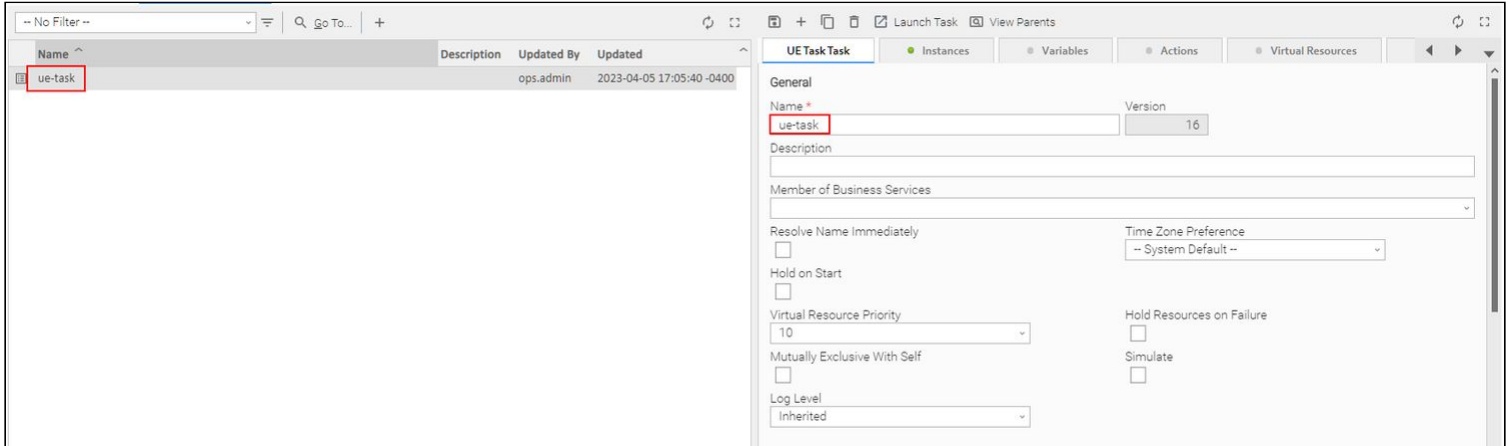 -- No Filter --
Go To...
Name
Description
Updated By
Updated
ue-task
ops.admin
2023-04-05 17:05:40 -0400
Launch Task
View Parents
UE Task Task
Instances
Variables
Actions
Virtual Resources
General
Name *
Version
ue-task
16
Description
Member of Business Services
Resolve Name Immediately
Time Zone Preference
-- System Default --
Hold on Start
Virtual Resource Priority
Hold Resources on Failure
10
Mutually Exclusive With Self
Simulate
Log Level
Inherited